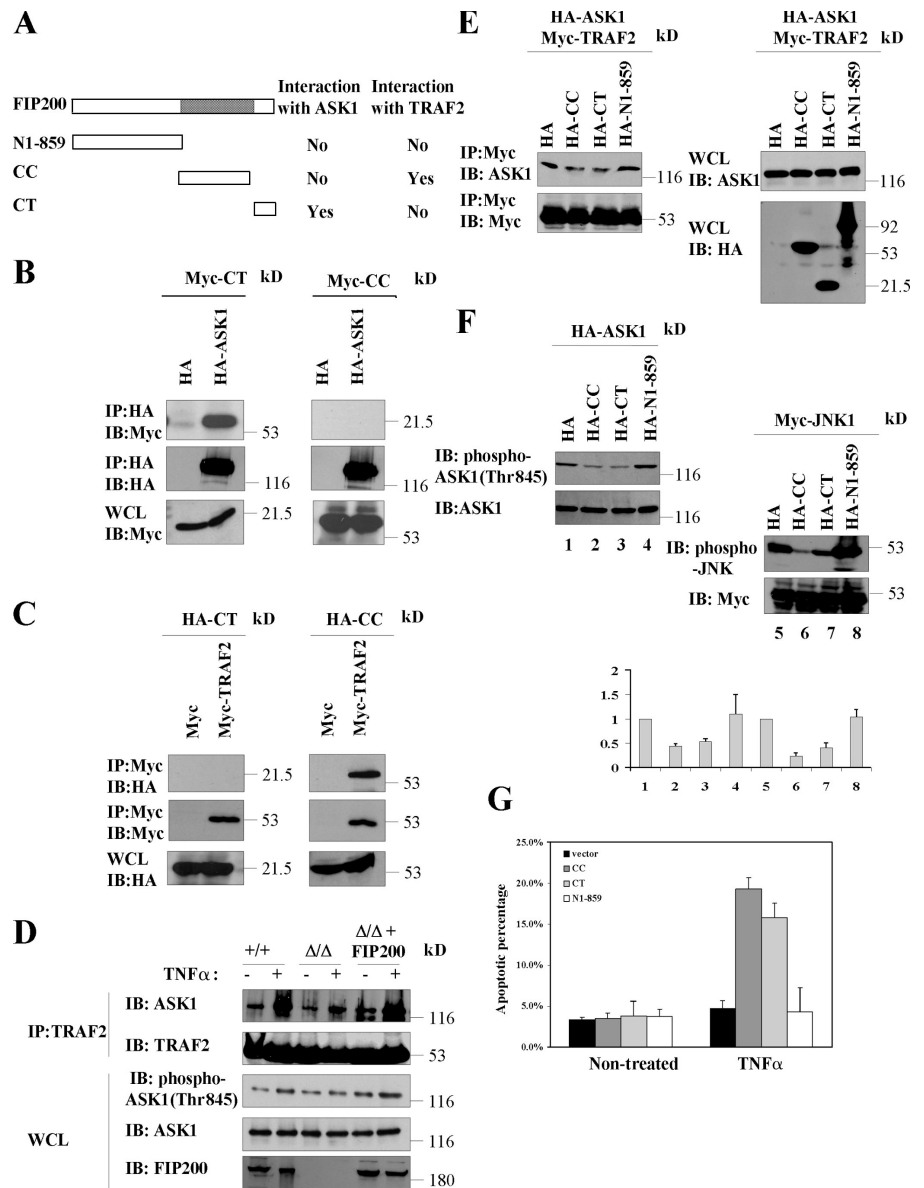 A
FIP200
Interaction with ASK1
Interaction with TRAF2
N1-859
No
No
CC
No
Yes
CT
Yes
No
B
Myc-CT
kD
Myc-CC
kD
HA
HA-ASK1
HA
HA-ASK1
IP:HA
IB:Myc
53
21.5
IP:HA
IB:HA
116
116
WCL
IB:Myc
21.5
53
C
HA-CT
kD
HA-CC
kD
Myc
Myc-TRAF2
Myc
Myc-TRAF2
IP:Myc
IB:HA
21.5
53
IP:Myc
IB:Myc
53
53
WCL
IB:HA
21.5
53
D
+/+
Δ/Δ
Δ/Δ +
FIP200
kD
TNFα :
- + - + - +
IP:TRAF2
IB: ASK1
116
IB: TRAF2
53
WCL
IB: phospho-
ASK1(Thr845)
116
IB: ASK1
116
IB: FIP200
180
E
HA-ASK1
Myc-TRAF2
kD
HA
HA-CC
HA-CT
HA-N1-859
IP:Myc
IB: ASK1
116
IP:Myc
IB: Myc
53
HA-ASK1
Myc-TRAF2
kD
HA
HA-CC
HA-CT
HA-N1-859
WCL
IB: ASK1
116
WCL
IB: HA
92
53
21.5
F
HA-ASK1
kD
HA
HA-CC
HA-CT
HA-N1-859
IB: phospho-
ASK1(Thr845)
116
IB:ASK1
116
1 2 3 4
Myc-JNK1
kD
HA
HA-CC
HA-CT
HA-N1-859
IB: phospho
-JNK
53
IB: Myc
53
5 6 7 8
2
1.5
1
0.5
0
1 2 3 4 5 6 7 8
G
Apoptotic percentage
25.0%
20.0%
15.0%
10.0%
5.0%
0.0%
vector
CC
CT
N1-859
Non-treated
TNFα